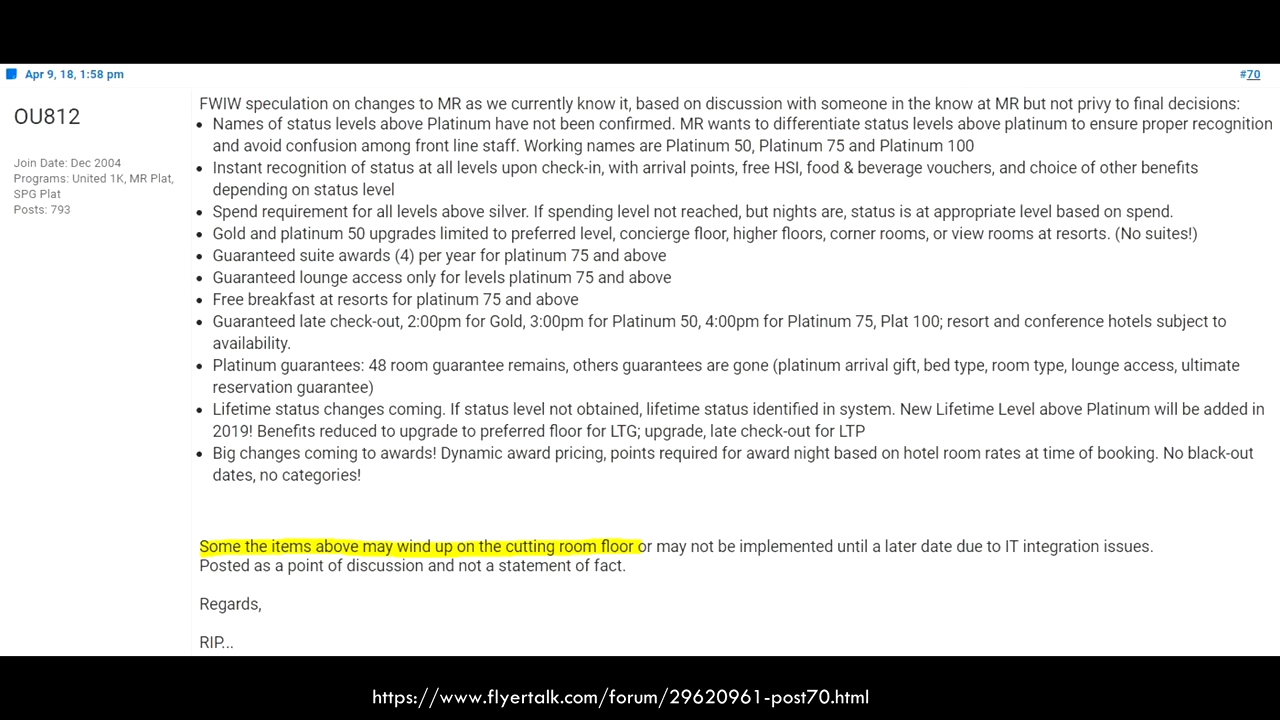 Apr 9, 18, 1:58 pm
#70
OU812
Join Date: Dec 2004
Programs: United 1K, MR Plat,
SPG Plat
Posts: 793
FWIW speculation on changes to MR as we currently know it, based on discussion with someone in the know at MR but not privy to final decisions:
• Names of status levels above Platinum have not been confirmed. MR wants to differentiate status levels above platinum to ensure proper recognition
and avoid confusion among front line staff. Working names are Platinum 50, Platinum 75 and Platinum 100
• Instant recognition of status at all levels upon check-in, with arrival points, free HSI, food & beverage vouchers, and choice of other benefits
depending on status level
• Spend requirement for all levels above silver. If spending level not reached, but nights are, status is at appropriate level based on spend.
• Gold and platinum 50 upgrades limited to preferred level, concierge floor, higher floors, corner rooms, or view rooms at resorts. (No suites!)
• Guaranteed suite awards (4) per year for platinum 75 and above
• Guaranteed lounge access only for levels platinum 75 and above
• Free breakfast at resorts for platinum 75 and above
• Guaranteed late check-out, 2:00pm for Gold, 3:00pm for Platinum 50, 4:00pm for Platinum 75, Plat 100; resort and conference hotels subject to
availability.
• Platinum guarantees: 48 room guarantee remains, others guarantees are gone (platinum arrival gift, bed type, room type, lounge access, ultimate
reservation guarantee)
• Lifetime status changes coming. If status level not obtained, lifetime status identified in system. New Lifetime Level above Platinum will be added in
2019! Benefits reduced to upgrade to preferred floor for LTG; upgrade, late check-out for LTP
• Big changes coming to awards! Dynamic award pricing, points required for award night based on hotel room rates at time of booking. No black-out
dates, no categories!
Some the items above may wind up on the cutting room floor or may not be implemented until a later date due to IT integration issues.
Posted as a point of discussion and not a statement of fact.
Regards,
RIP...
https://www.flyertalk.com/forum/29620961-post70.html